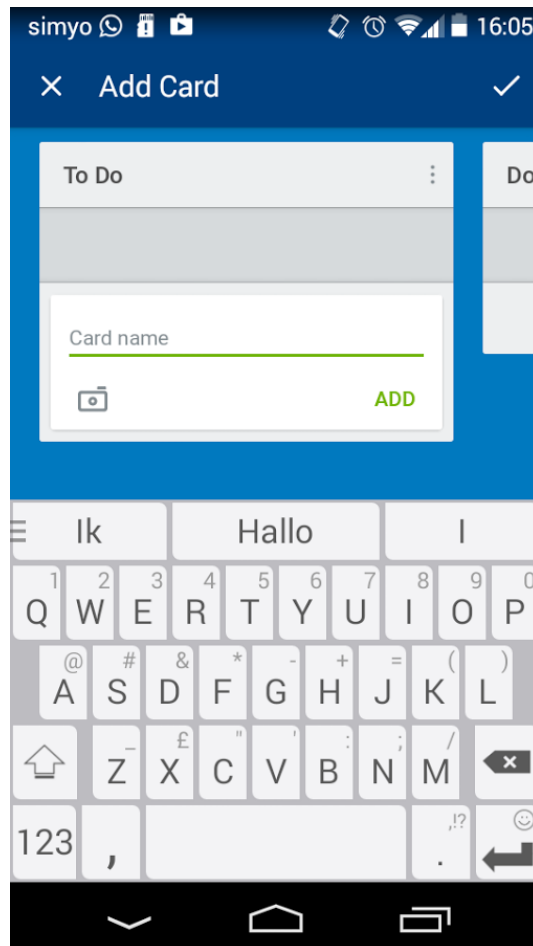 simyo 16:05
Add Card
To Do Do
Card name
ADD
Ik Hallo I
1 2 3 4 5 6 7 8 9 0
Q W E R T Y U I O P
@ # & * - + = ( )
A S D F G H J K L
_ £ " ' : ; /
Z X C V B N M
,!?
123 , .